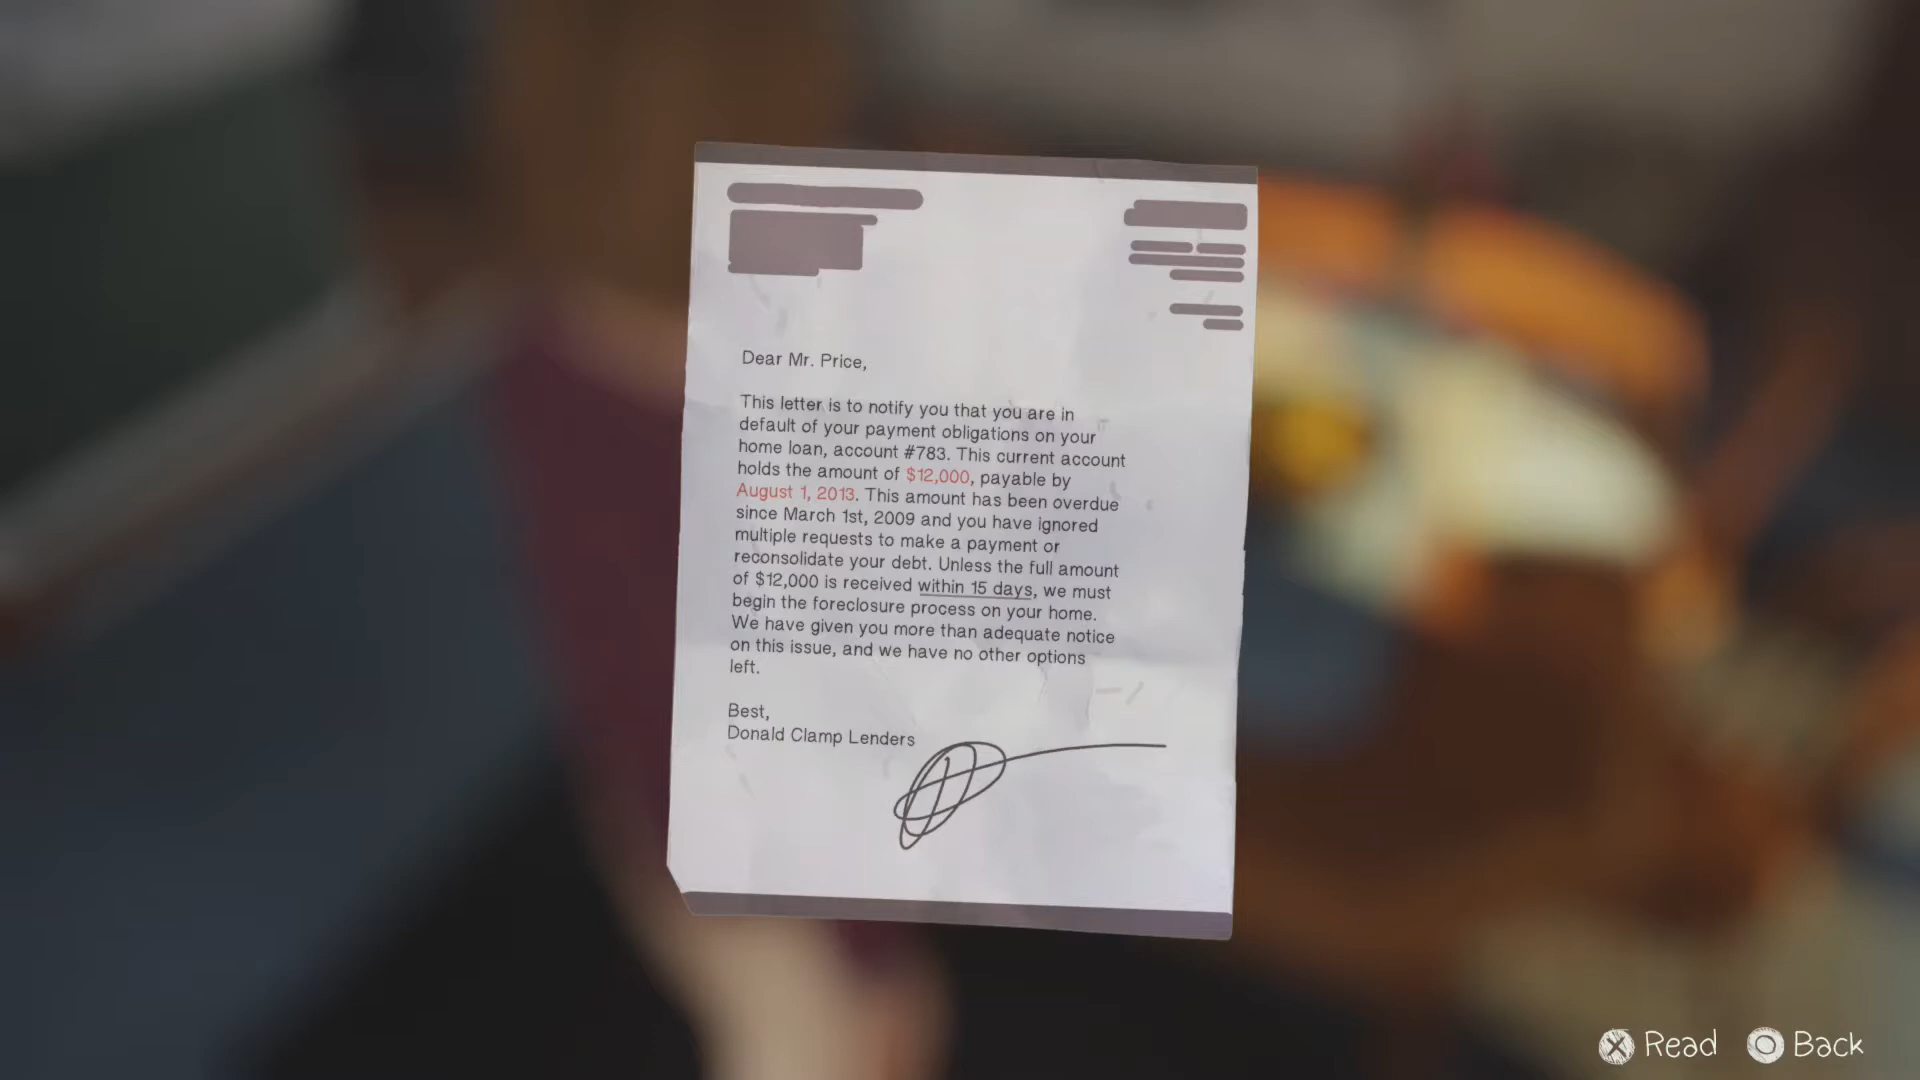 Dear Mr. Price,
This letter is to notify you that you are in
default of your payment obligations on your
home loan, account #783. This current account
holds the amount of $12,000, payable by
August 1, 2013. This amount has been overdue
since March 1st, 2009 and you have ignored
multiple requests to make a payment or
reconsolidate your debt. Unless the full amount
of $12,000 is received within 15 days, we must
begin the foreclosure process on your home.
We have given you more than adequate notice
on this issue, and we have no other options
left.
Best,
Donald Clamp Lenders
Read
Back